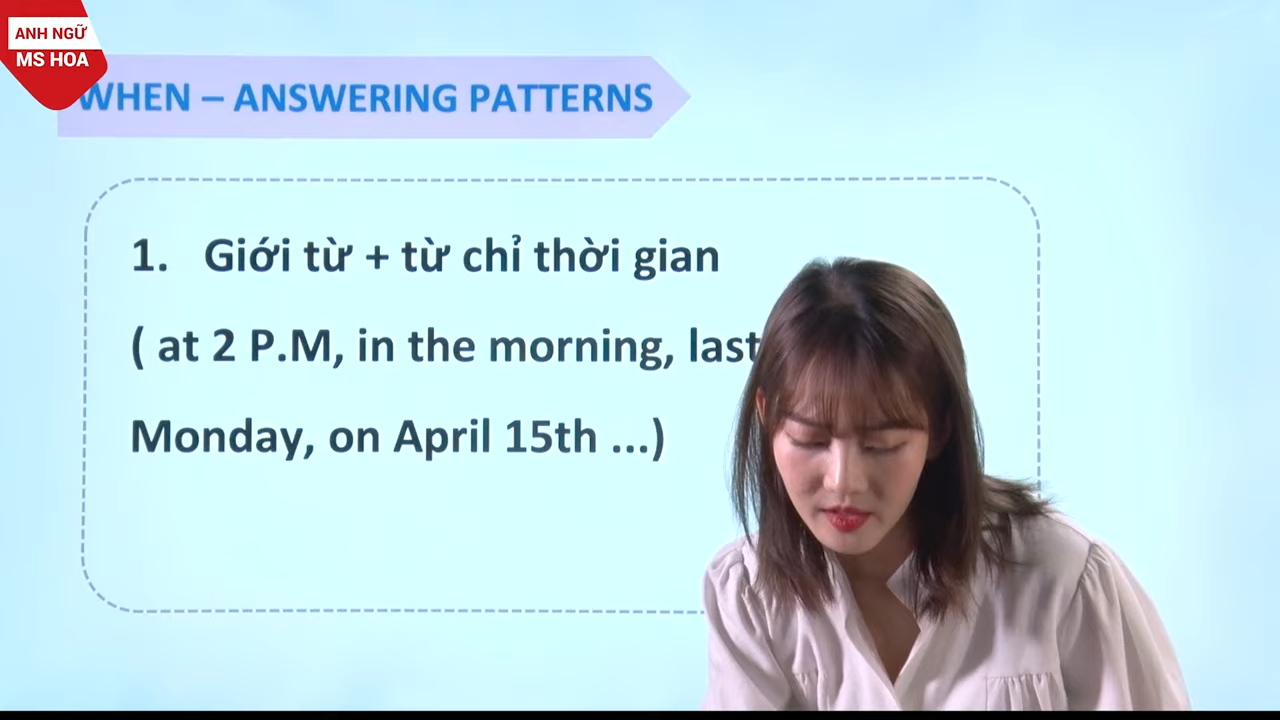 ANH NGỮ
MS HOA
WHEN – ANSWERING PATTERNS
1. Giới từ + từ chỉ thời gian
( at 2 P.M, in the morning, last
Monday, on April 15th ...)